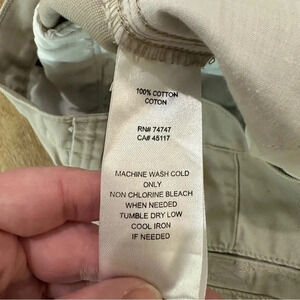 100% COTTON
COTON
RN# 74747
CA# 45117
MACHINE WASH COLD
ONLY
NON CHLORINE BLEACH
WHEN NEEDED
TUMBLE DRY LOW
COOL IRON
IF NEEDED